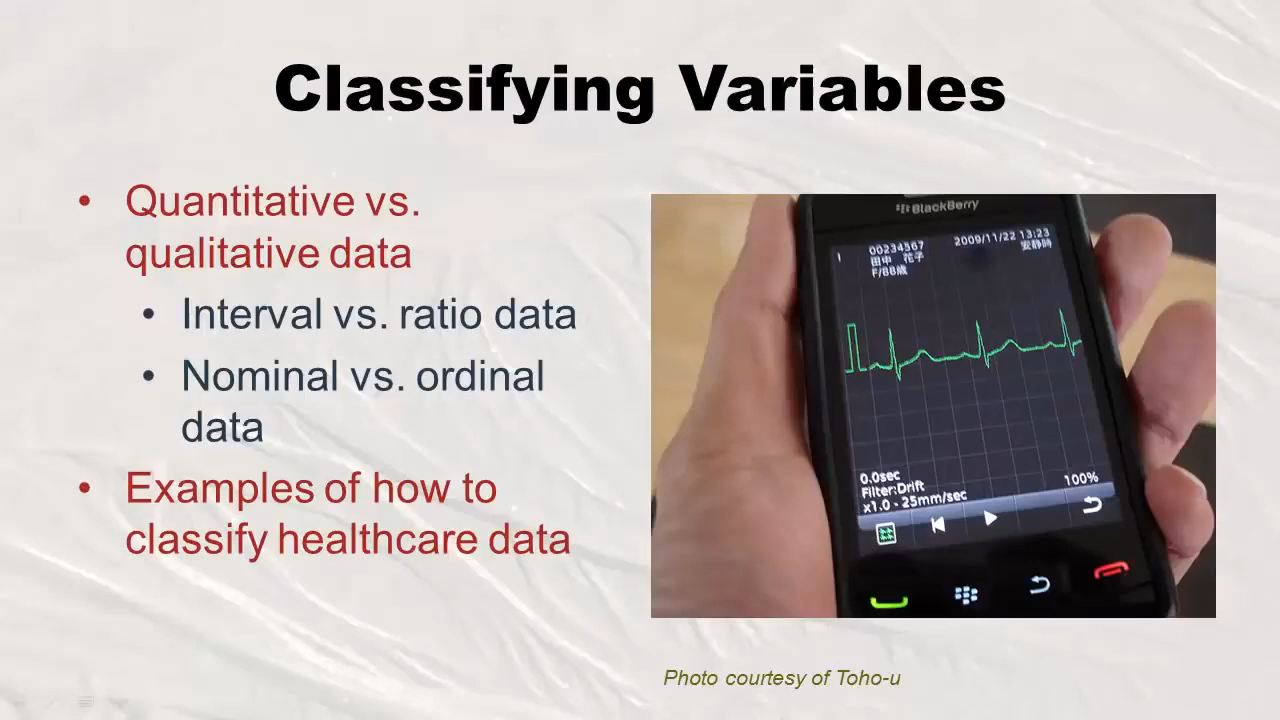 Classifying Variables
• Quantitative vs.
qualitative data
• Interval vs. ratio data
• Nominal vs. ordinal
data
• Examples of how to
classify healthcare data
BlackBerry
00234567 2009/11/22 13:23
田中 花子 安静時
F/88歳
0.0sec
Filter:Drift 100%
x1.0 - 25mm/sec
Photo courtesy of Toho-u